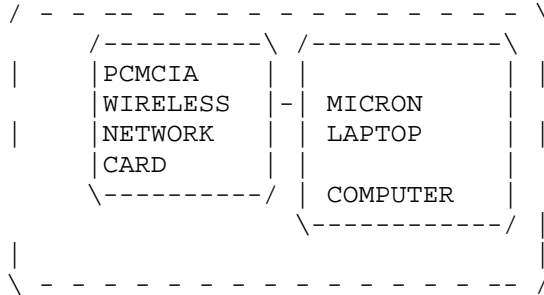 PCMCIA
WIRELESS - MICRON
NETWORK LAPTOP
CARD
COMPUTER